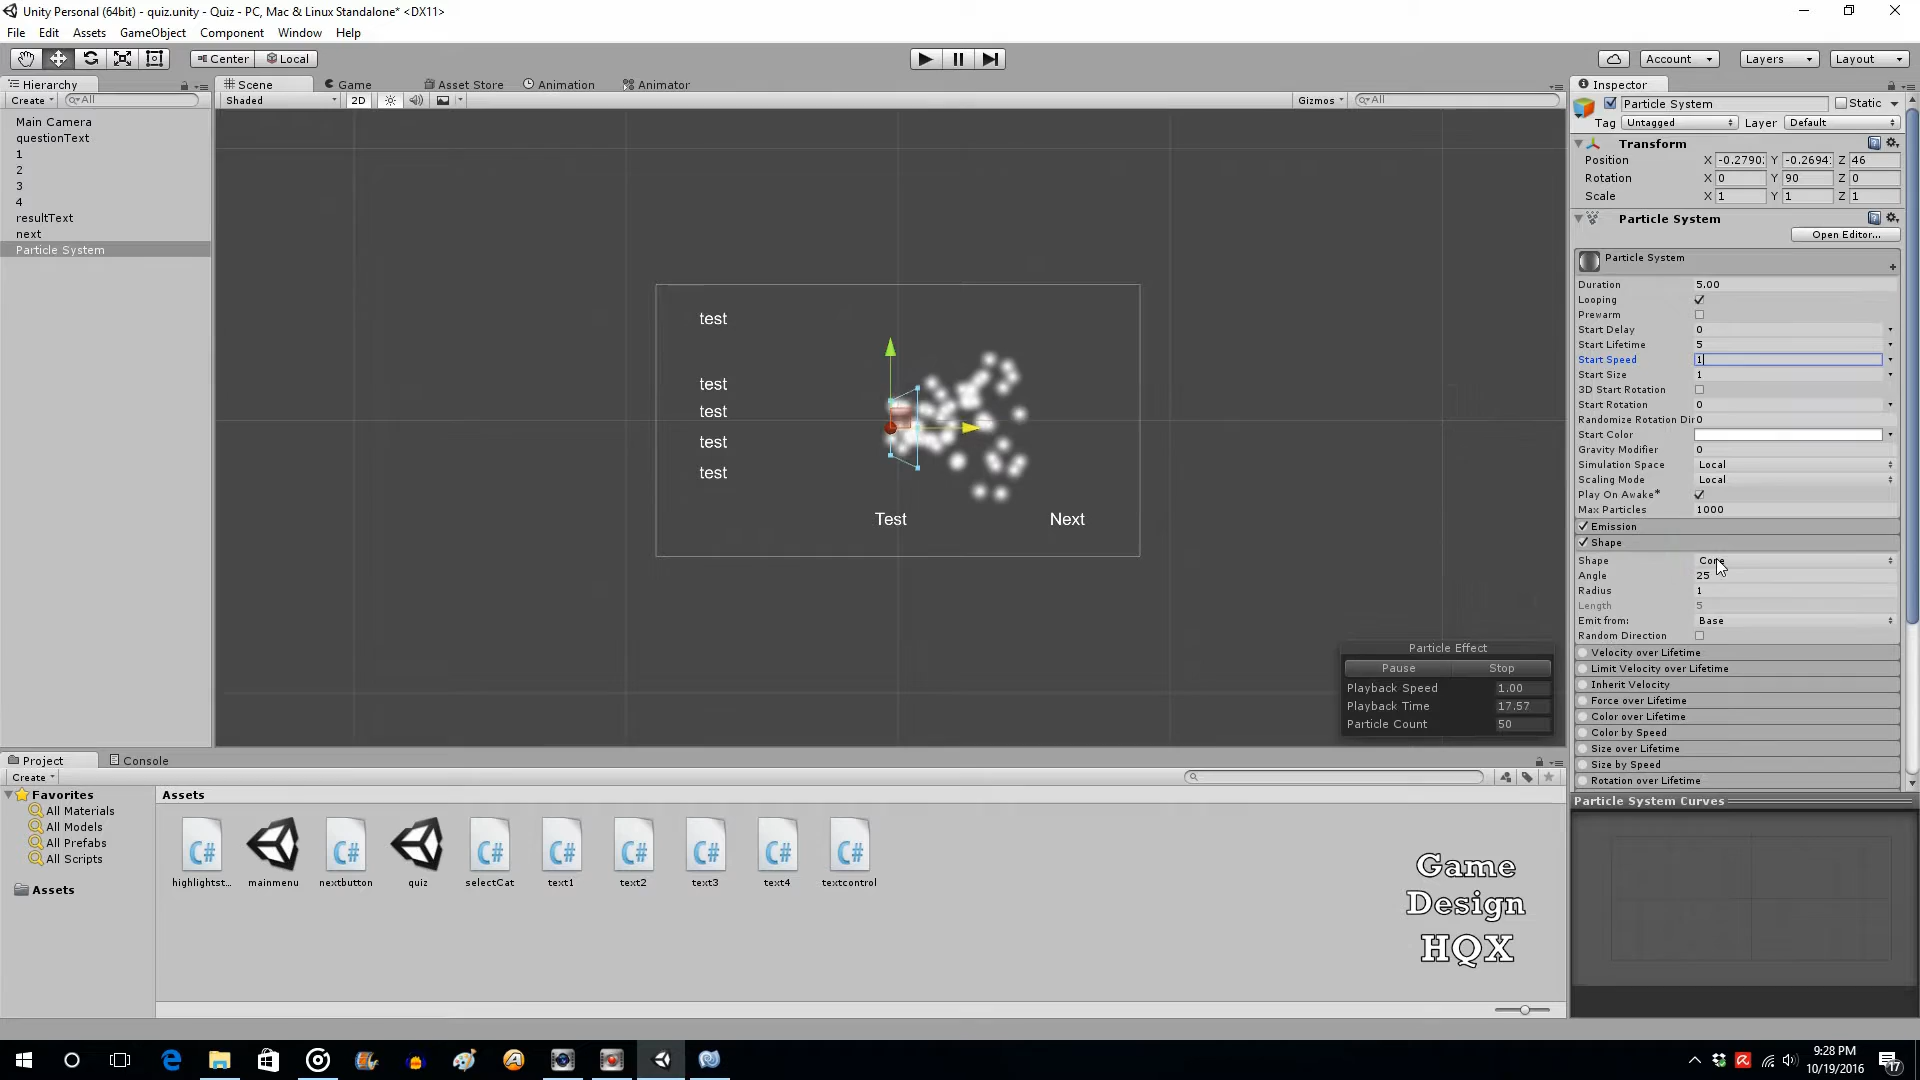 Unity Personal (64bit) - quiz.unity - Quiz - PC, Mac & Linux Standalone* <DX11>
File Edit Assets GameObject Component Window Help
Center Local Account Layers Layout
Hierarchy Scene Game Asset Store Animation Animator Inspector
Create All Shaded 2D Gizmos All
Main Camera
questionText
1
2
3
4
resultText
next
Particle System
test
test
test
test
test
Test Next
Particle Effect
Pause Stop
Playback Speed 1.00
Playback Time 17.57
Particle Count 50
Particle System Static
Tag Untagged Layer Default
Transform
Position X -0.2790 Y -0.2694 Z 46
Rotation X 0 Y 90 Z 0
Scale X 1 Y 1 Z 1
Particle System
Open Editor...
Particle System
Duration 5.00
Looping
Prewarm
Start Delay 0
Start Lifetime 5
Start Speed 1
Start Size 1
3D Start Rotation
Start Rotation 0
Randomize Rotation Dir 0
Start Color
Gravity Modifier 0
Simulation Space Local
Scaling Mode Local
Play On Awake*
Max Particles 1000
Emission
Shape
Shape Cone
Angle 25
Radius 1
Length 5
Emit from: Base
Random Direction
Velocity over Lifetime
Limit Velocity over Lifetime
Inherit Velocity
Force over Lifetime
Color over Lifetime
Color by Speed
Size over Lifetime
Size by Speed
Rotation over Lifetime
Particle System Curves
Project Console
Create
Favorites
All Materials
All Models
All Prefabs
All Scripts
Assets
Assets
C# C# C# C# C# C# C# C#
highlightst... mainmenu nextbutton quiz selectCat text1 text2 text3 text4 textcontrol
Game
Design
HQX
9:28 PM
10/19/2016
17